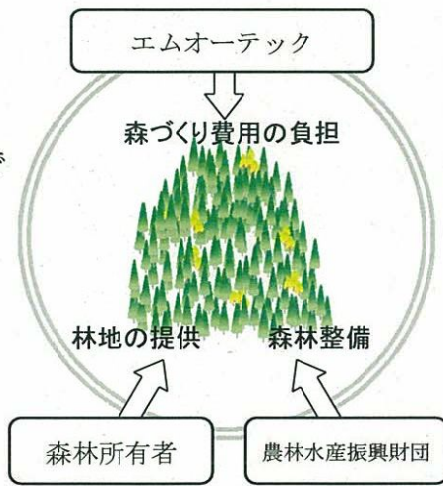 エムオーテック
森づくり費用の負担
で
林地の提供 森林整備
森林所有者 農林水産振興財団